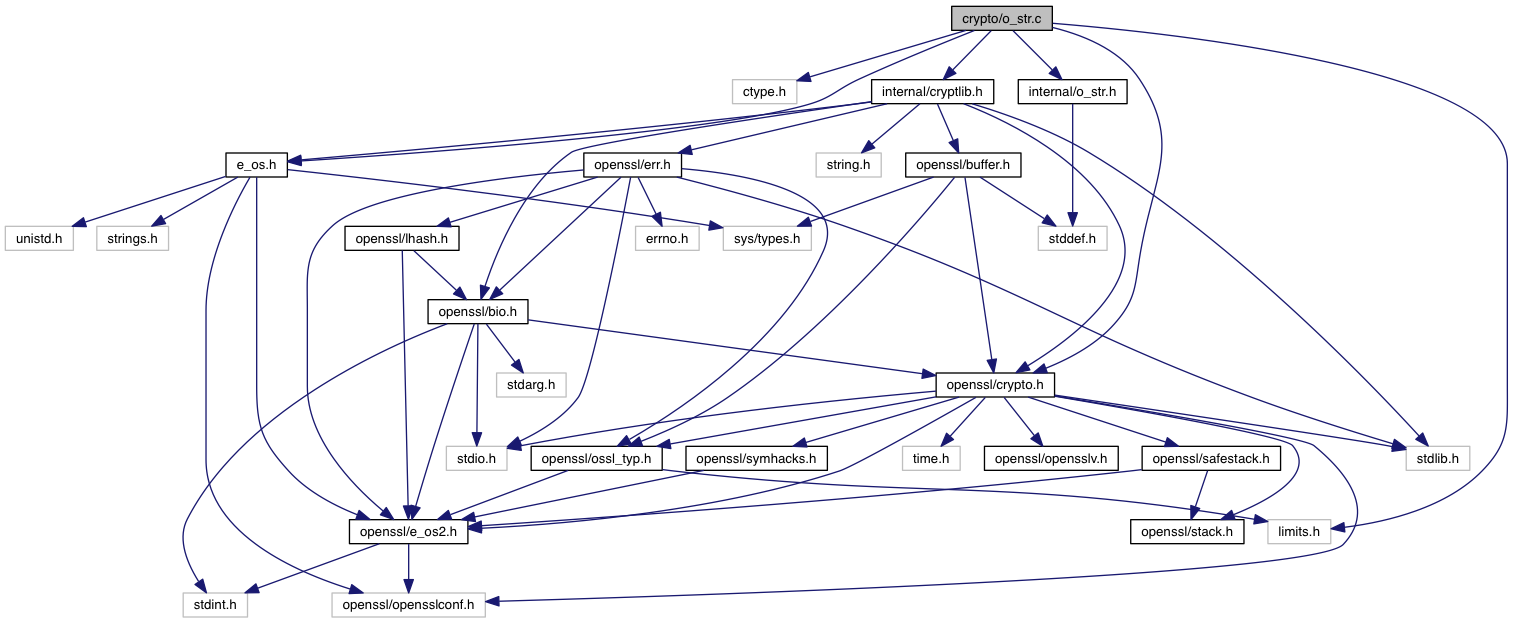 crypto/o_str.c
ctype.h
internal/cryptlib.h
internal/o_str.h
e_os.h
openssl/err.h
string.h
openssl/buffer.h
unistd.h
strings.h
openssl/lhash.h
errno.h
sys/types.h
stddef.h
openssl/bio.h
stdarg.h
openssl/crypto.h
stdio.h
openssl/ossl_typ.h
openssl/symhacks.h
time.h
openssl/opensslv.h
openssl/safestack.h
stdlib.h
openssl/e_os2.h
openssl/stack.h
limits.h
stdint.h
openssl/opensslconf.h